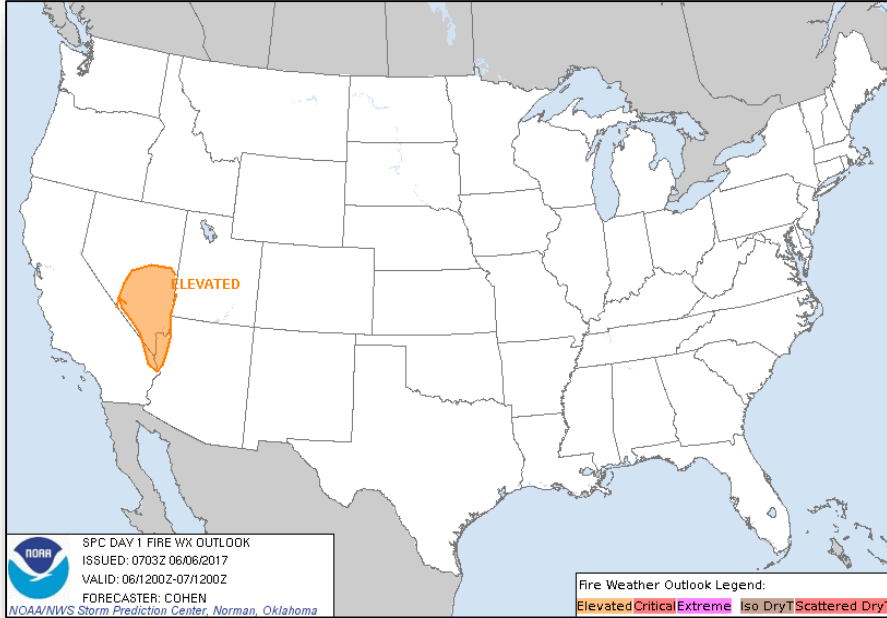 ELEVATED
NOAA
SPC DAY 1 FIRE WX OUTLOOK
ISSUED: 0703Z 06/06/2017
VALID: 06/1200Z-07/1200Z
FORECASTER: COHEN
NOAA/NWS Storm Prediction Center, Norman, Oklahoma
Fire Weather Outlook Legend:
Elevated Critical Extreme Iso DryT Scattered DryT